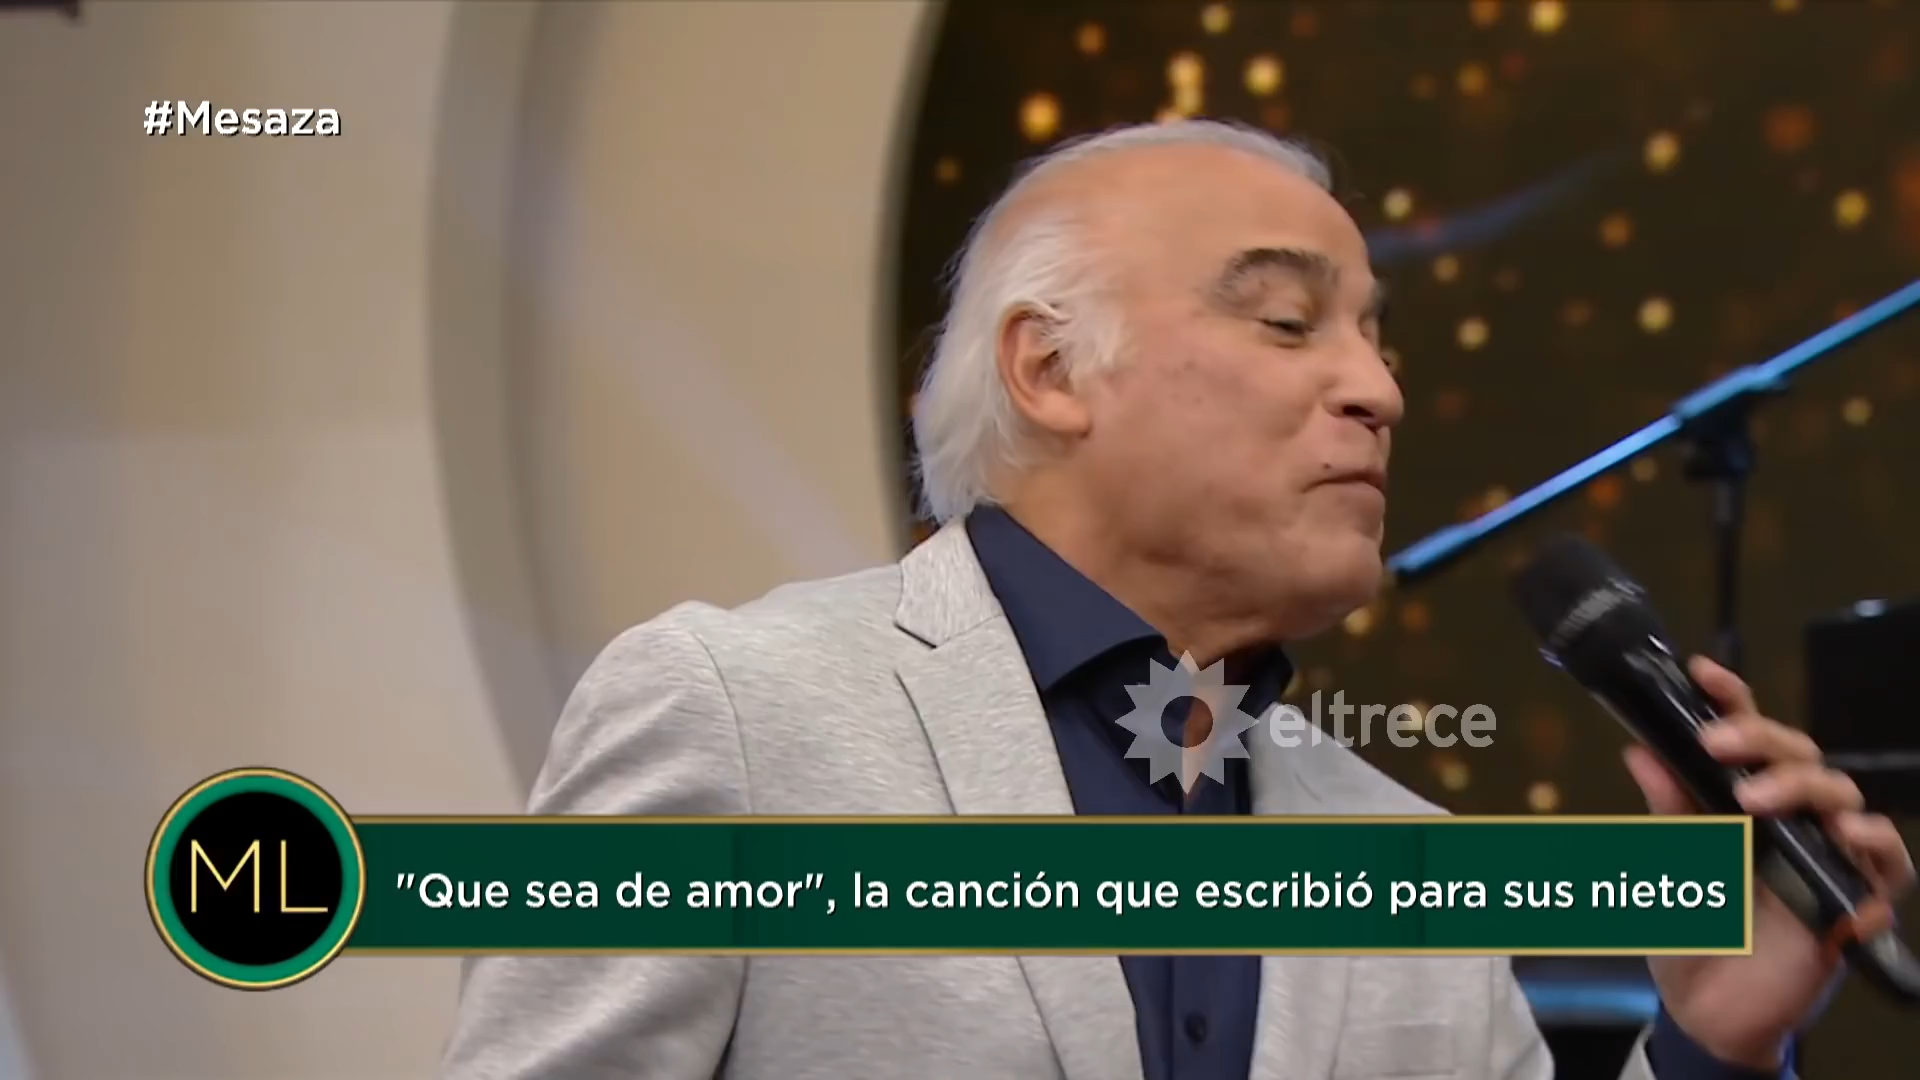 #Mesaza
eltrece
ML
"Que sea de amor", la canción que escribió para sus nietos